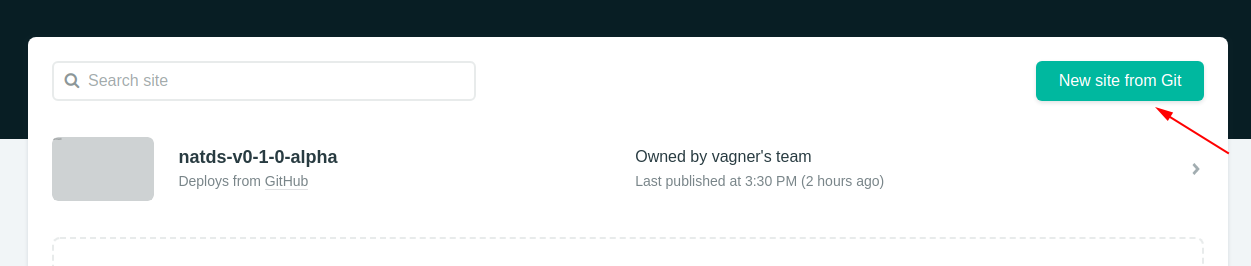 Search site
New site from Git
natds-v0-1-0-alpha
Owned by vagner's team
Deploys from GitHub
Last published at 3:30 PM (2 hours ago)